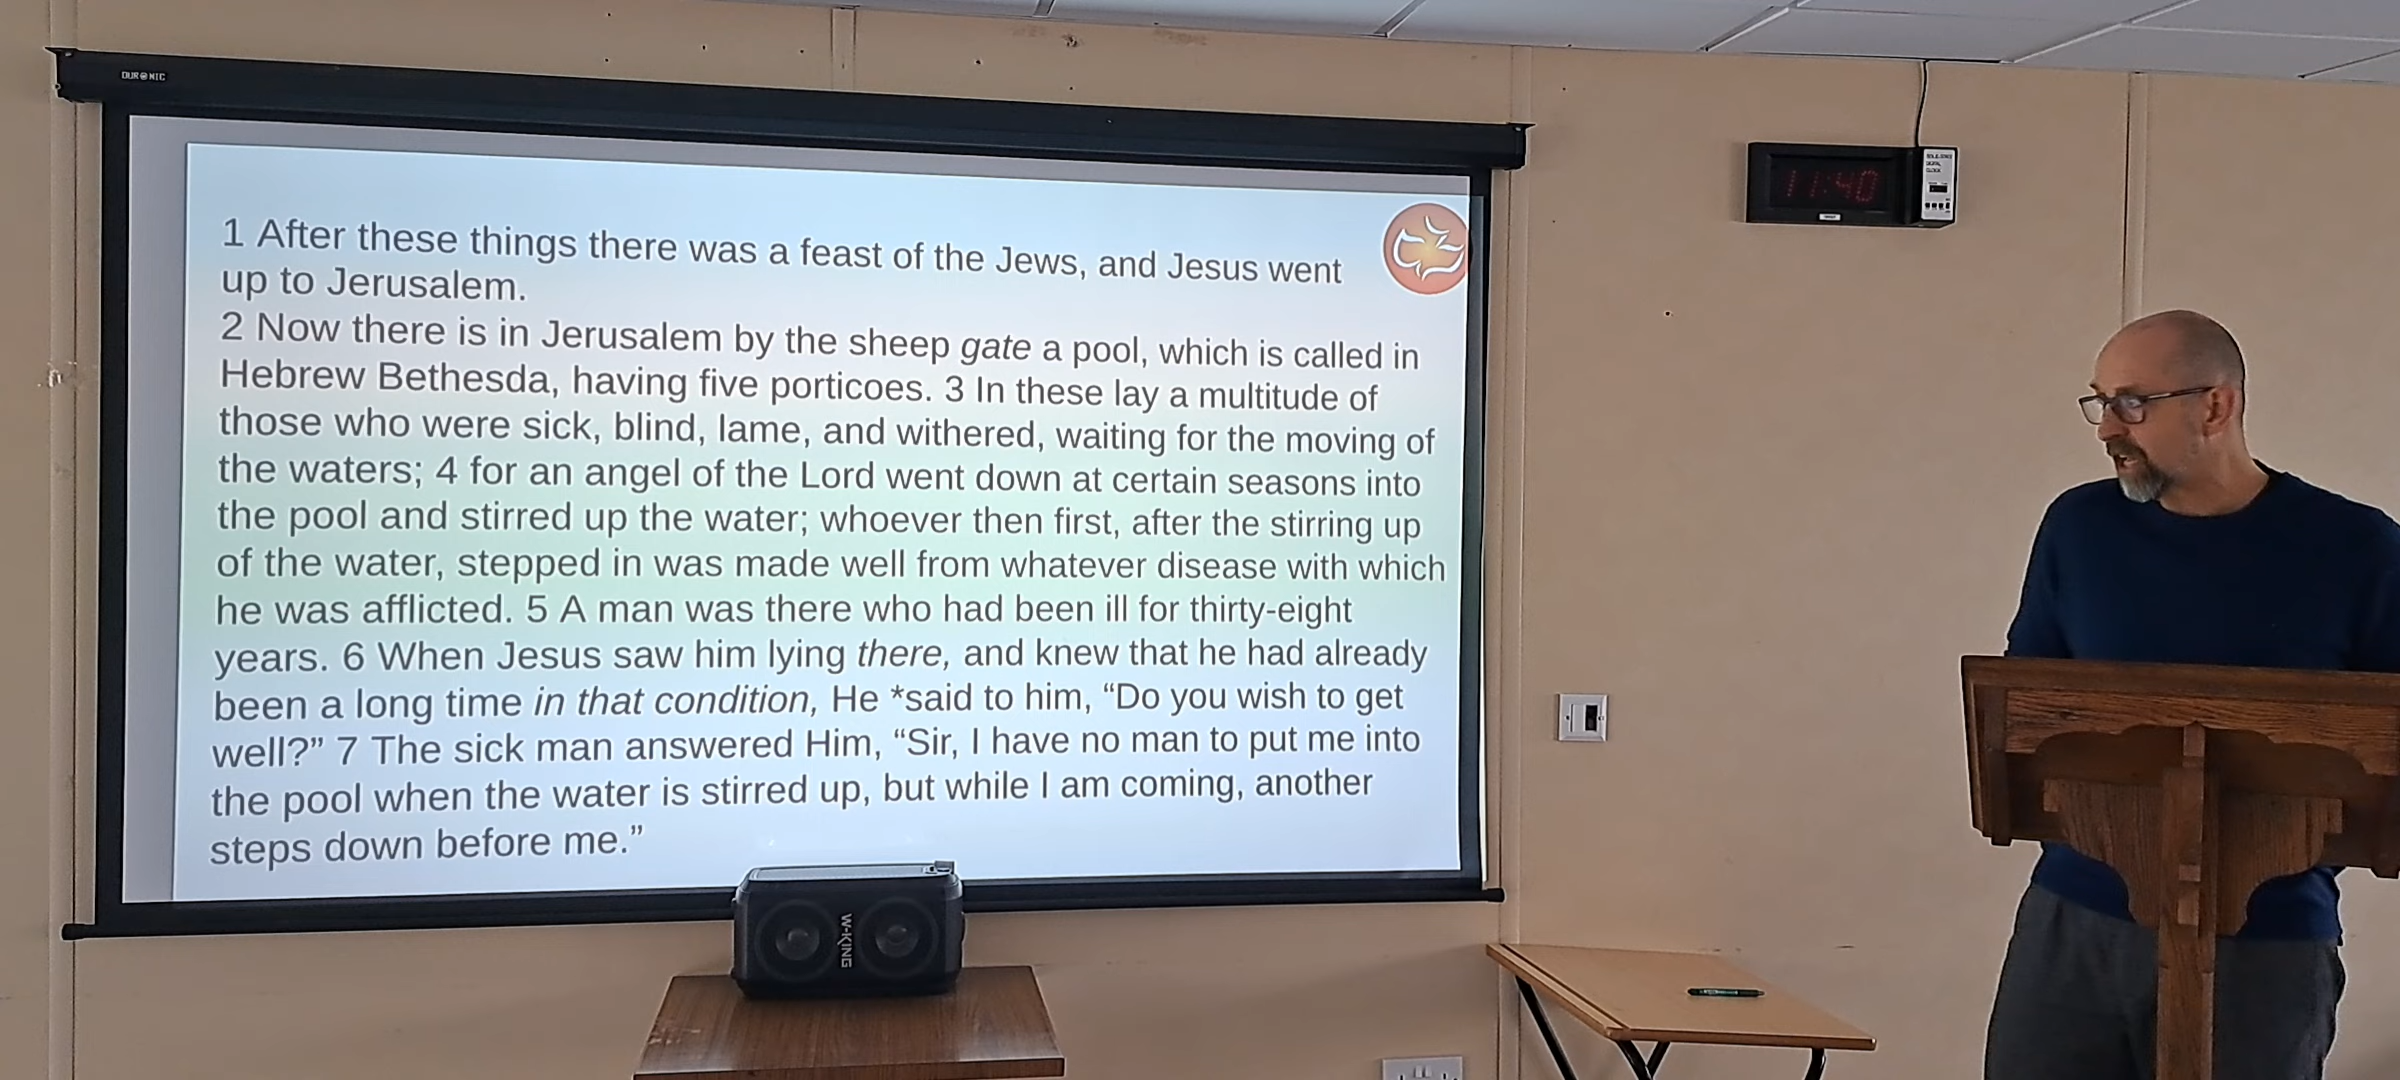 DURONIC
1 After these things there was a feast of the Jews, and Jesus went
up to Jerusalem.
2 Now there is in Jerusalem by the sheep gate a pool, which is called in
Hebrew Bethesda, having five porticoes. 3 In these lay a multitude of
those who were sick, blind, lame, and withered, waiting for the moving of
the waters; 4 for an angel of the Lord went down at certain seasons into
the pool and stirred up the water; whoever then first, after the stirring up
of the water, stepped in was made well from whatever disease with which
he was afflicted. 5 A man was there who had been ill for thirty-eight
years. 6 When Jesus saw him lying there, and knew that he had already
been a long time in that condition, He *said to him, “Do you wish to get
well?” 7 The sick man answered Him, “Sir, I have no man to put me into
the pool when the water is stirred up, but while I am coming, another
steps down before me.”
W-KING
11:40
DIGITAL
CLOCK